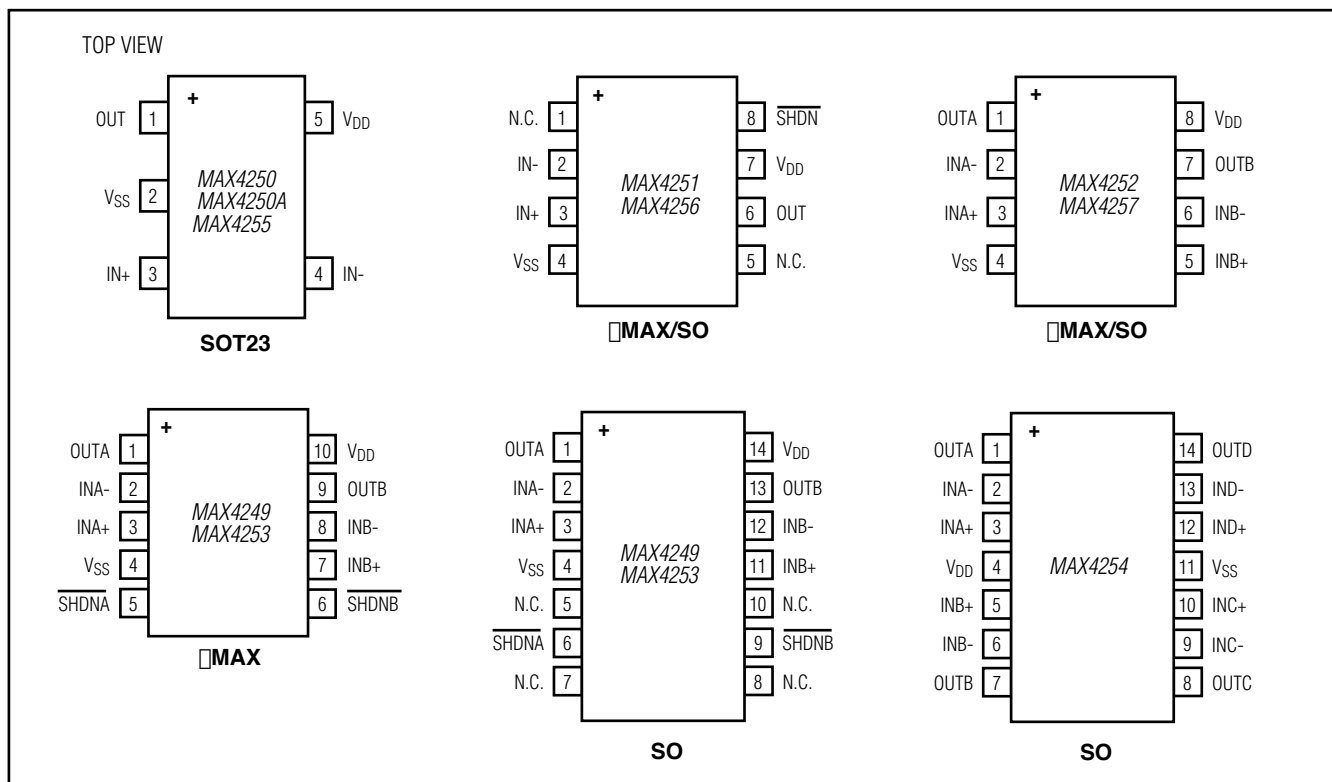 TOP VIEW
+
OUT 1
5 VDD
VSS 2
MAX4250
MAX4250A
MAX4255
IN+ 3
4 IN-
SOT23
+
N.C. 1
8 SHDN
IN- 2
7 VDD
MAX4251
MAX4256
IN+ 3
6 OUT
VSS 4
5 N.C.
▯MAX/SO
+
OUTA 1
8 VDD
INA- 2
7 OUTB
MAX4252
MAX4257
INA+ 3
6 INB-
VSS 4
5 INB+
▯MAX/SO
+
OUTA 1
10 VDD
INA- 2
9 OUTB
MAX4249
MAX4253
INA+ 3
8 INB-
VSS 4
7 INB+
SHDNA 5
6 SHDNB
▯MAX
+
OUTA 1
14 VDD
INA- 2
13 OUTB
INA+ 3
12 INB-
MAX4249
MAX4253
VSS 4
11 INB+
N.C. 5
10 N.C.
SHDNA 6
9 SHDNB
N.C. 7
8 N.C.
SO
+
OUTA 1
14 OUTD
INA- 2
13 IND-
INA+ 3
12 IND+
VDD 4
MAX4254
11 VSS
INB+ 5
10 INC+
INB- 6
9 INC-
OUTB 7
8 OUTC
SO